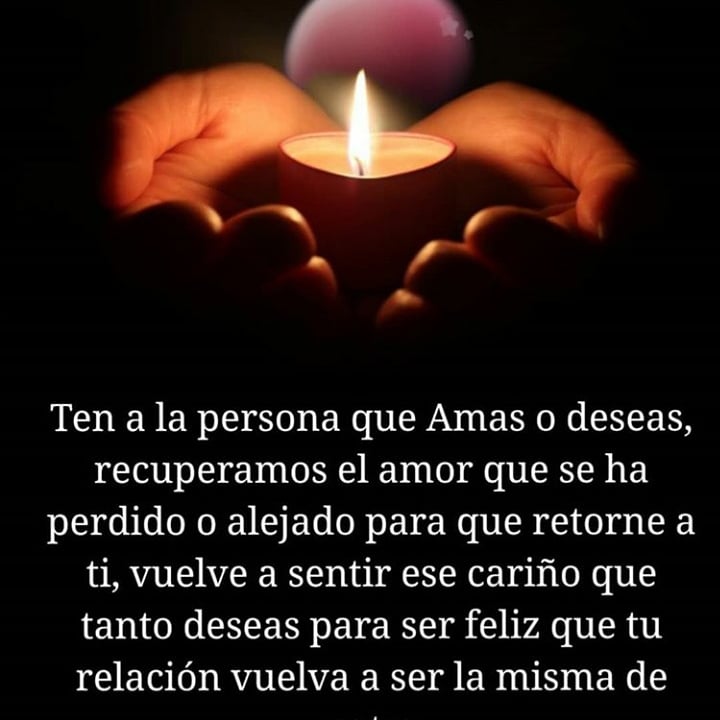 Ten a la persona que Amas o deseas,
recuperamos el amor que se ha
perdido o alejado para que retorne a
ti, vuelve a sentir ese cariño que
tanto deseas para ser feliz que tu
relación vuelva a ser la misma de